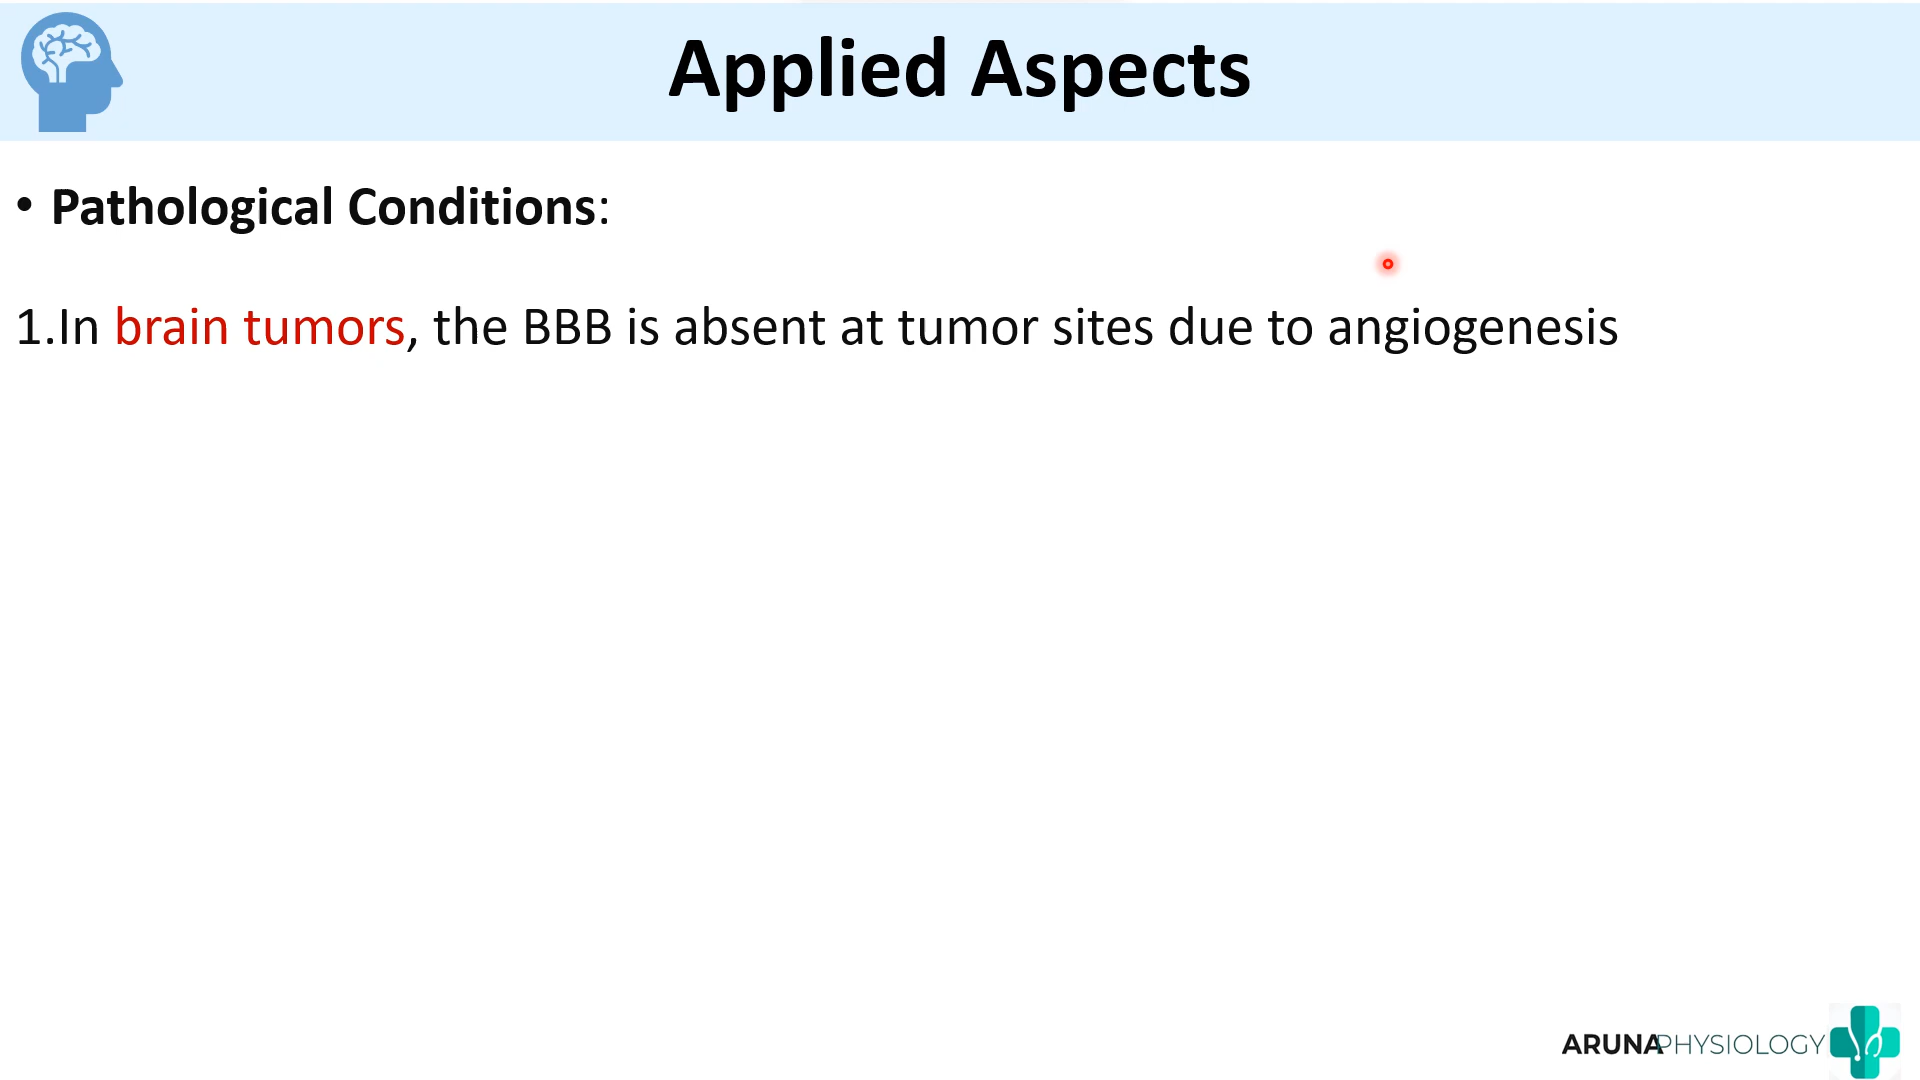 Applied Aspects
• Pathological Conditions:
1.In brain tumors, the BBB is absent at tumor sites due to angiogenesis
ARUNAPHYSIOLOGY